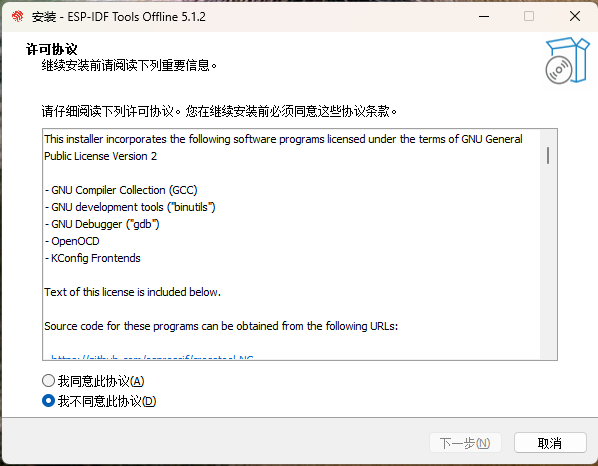 安装 - ESP-IDF Tools Offline 5.1.2
许可协议
继续安装前请阅读下列重要信息。
请仔细阅读下列许可协议。您在继续安装前必须同意这些协议条款。
This installer incorporates the following software programs licensed under the terms of GNU General
Public License Version 2
- GNU Compiler Collection (GCC)
- GNU development tools ("binutils")
- GNU Debugger ("gdb")
- OpenOCD
- KConfig Frontends
Text of this license is included below.
Source code for these programs can be obtained from the following URLs:
我同意此协议(A)
我不同意此协议(D)
下一步(N)
取消